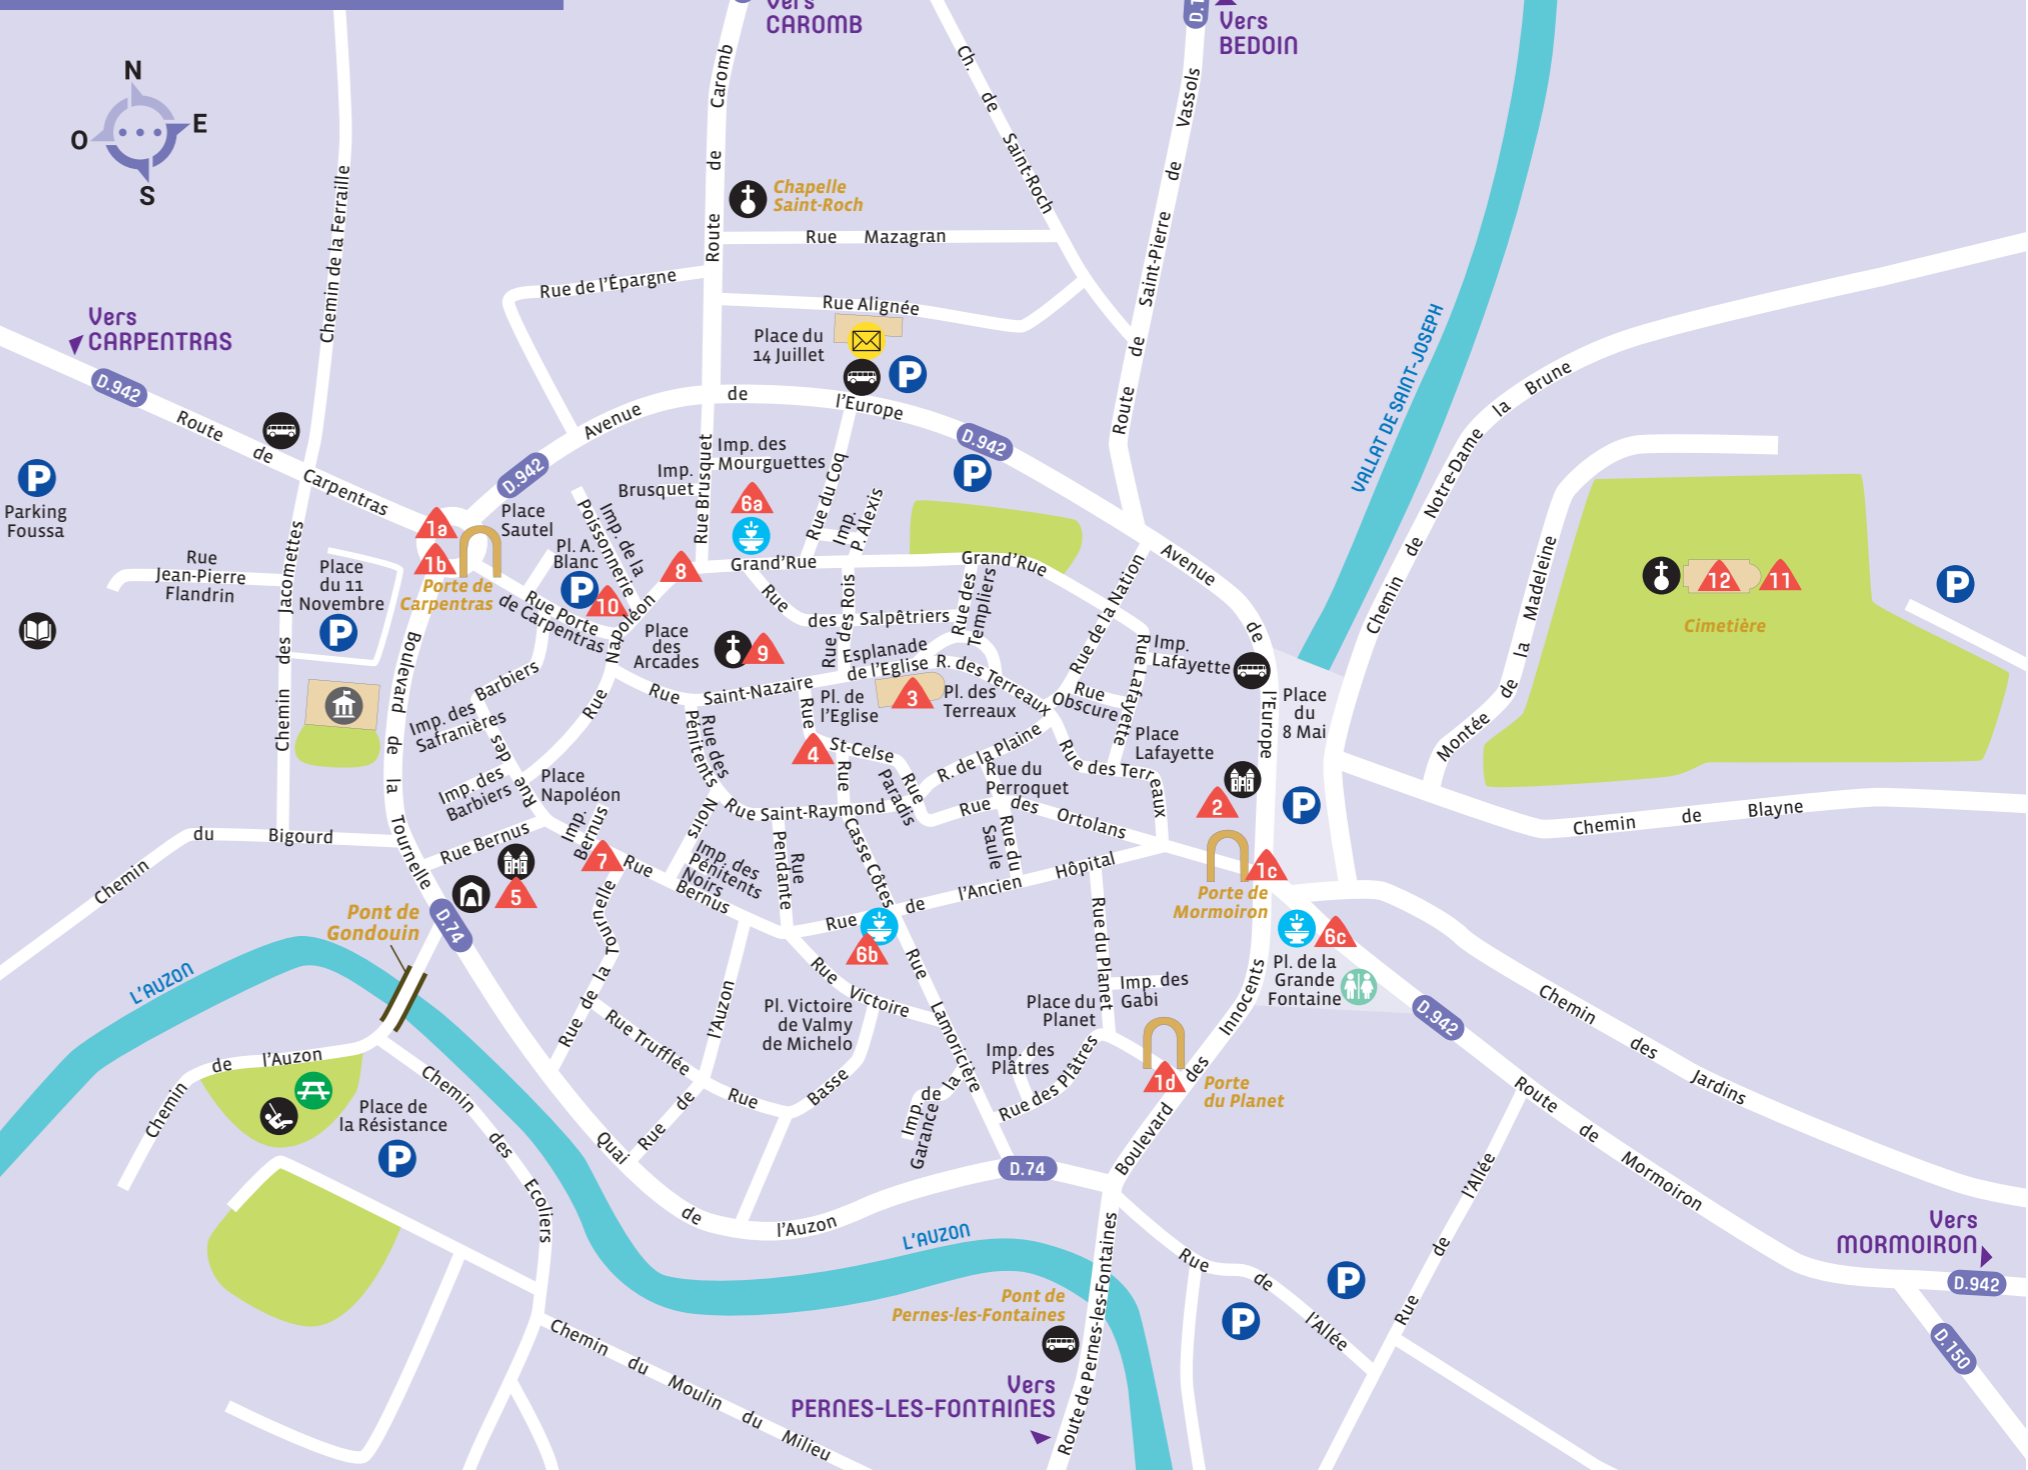 Vers
CAROMB
D.1
Vers
BEDOIN
N
O
E
S
Route de Caromb
Ch. de Saint-Roch
Route de Saint-Pierre de Vassols
Chemin de la Ferraille
Chapelle
Saint-Roch
Rue Mazagran
Rue de l'Épargne
Rue Alignée
Place du
14 Juillet
P
Vers
CARPENTRAS
D.942
Route de Carpentras
Avenue de l'Europe
D.942
D.942
P
VALLAT DE SAINT-JOSEPH
Chemin de Notre-Dame la Brune
Montée de la Madeleine
P
Parking
Foussa
Rue
Jean-Pierre
Flandrin
Chemin des Jacomettes
Place
du 11
Novembre
P
1a
1b
Porte de
Carpentras
Place
Sautel
Pl. A.
Blanc
P
Imp. de la
Poissonnerie
10
Rue Porte
de Carpentras
Imp.
Brusquet
Rue Brusquet
Imp. des
Mourguettes
6a
8
Grand'Rue
Rue du Coq
Imp.
P. Alexis
Grand'Rue
Rue des Salpêtriers
Rue des Rois
Rue des
Templiers
Rue de la Nation
Avenue de l'Europe
Imp.
Lafayette
Rue Lafayette
Place
du
8 Mai
12
11
Cimetière
P
Boulevard de la Tournelle
Rue Napoléon
Place
des
Arcades
9
Esplanade
de l'Eglise
R. des Terreaux
Rue Saint-Nazaire
Pl. de
l'Eglise
3
Pl. des
Terreaux
Rue
Obscure
Place
Lafayette
Imp. des
Safranières
Rue des Barbiers
Imp. des
Barbiers
Place
Napoléon
Rue des
Pénitents Noirs
4
Rue St-Celse
Rue
Paradis
R. de la Plaine
Rue du
Perroquet
Rue des Terreaux
2
P
Rue Saint-Raymond
Rue des Ortolans
Rue du
Saule
Rue Casse Côtes
Rue
Pendante
Imp. des
Pénitents
Noirs
Rue Bernus
Imp.
Bernus
7
Rue Bernus
5
Chemin du Bigourd
Pont de
Gondouin
D.74
L'AUZON
Rue de l'Ancien Hôpital
6b
1c
Porte de
Mormoiron
6c
Pl. de la
Grande
Fontaine
Chemin de Blayne
Rue de la Tournelle
Rue Trufflée
Rue de l'Auzon
Rue Victoire
Pl. Victoire
de Valmy
de Michelo
Rue Basse
Rue Lamoricière
Imp. de la
Garance
Imp. des
Plâtres
Rue des Plâtres
Place du
Planet
Rue du Planet
Imp. des
Gabi
1d
Porte
du Planet
Boulevard des Innocents
D.942
Chemin des Jardins
Route de Mormoiron
Chemin de l'Auzon
Chemin des Ecoliers
Place de
la Résistance
P
Quai de l'Auzon
D.74
L'AUZON
Pont de
Pernes-les-Fontaines
Route de Pernes-les-Fontaines
Vers
PERNES-LES-FONTAINES
Rue de l'Allée
P
P
Rue de l'Allée
Vers
MORMOIRON
D.942
D.150
Chemin du Moulin du Milieu